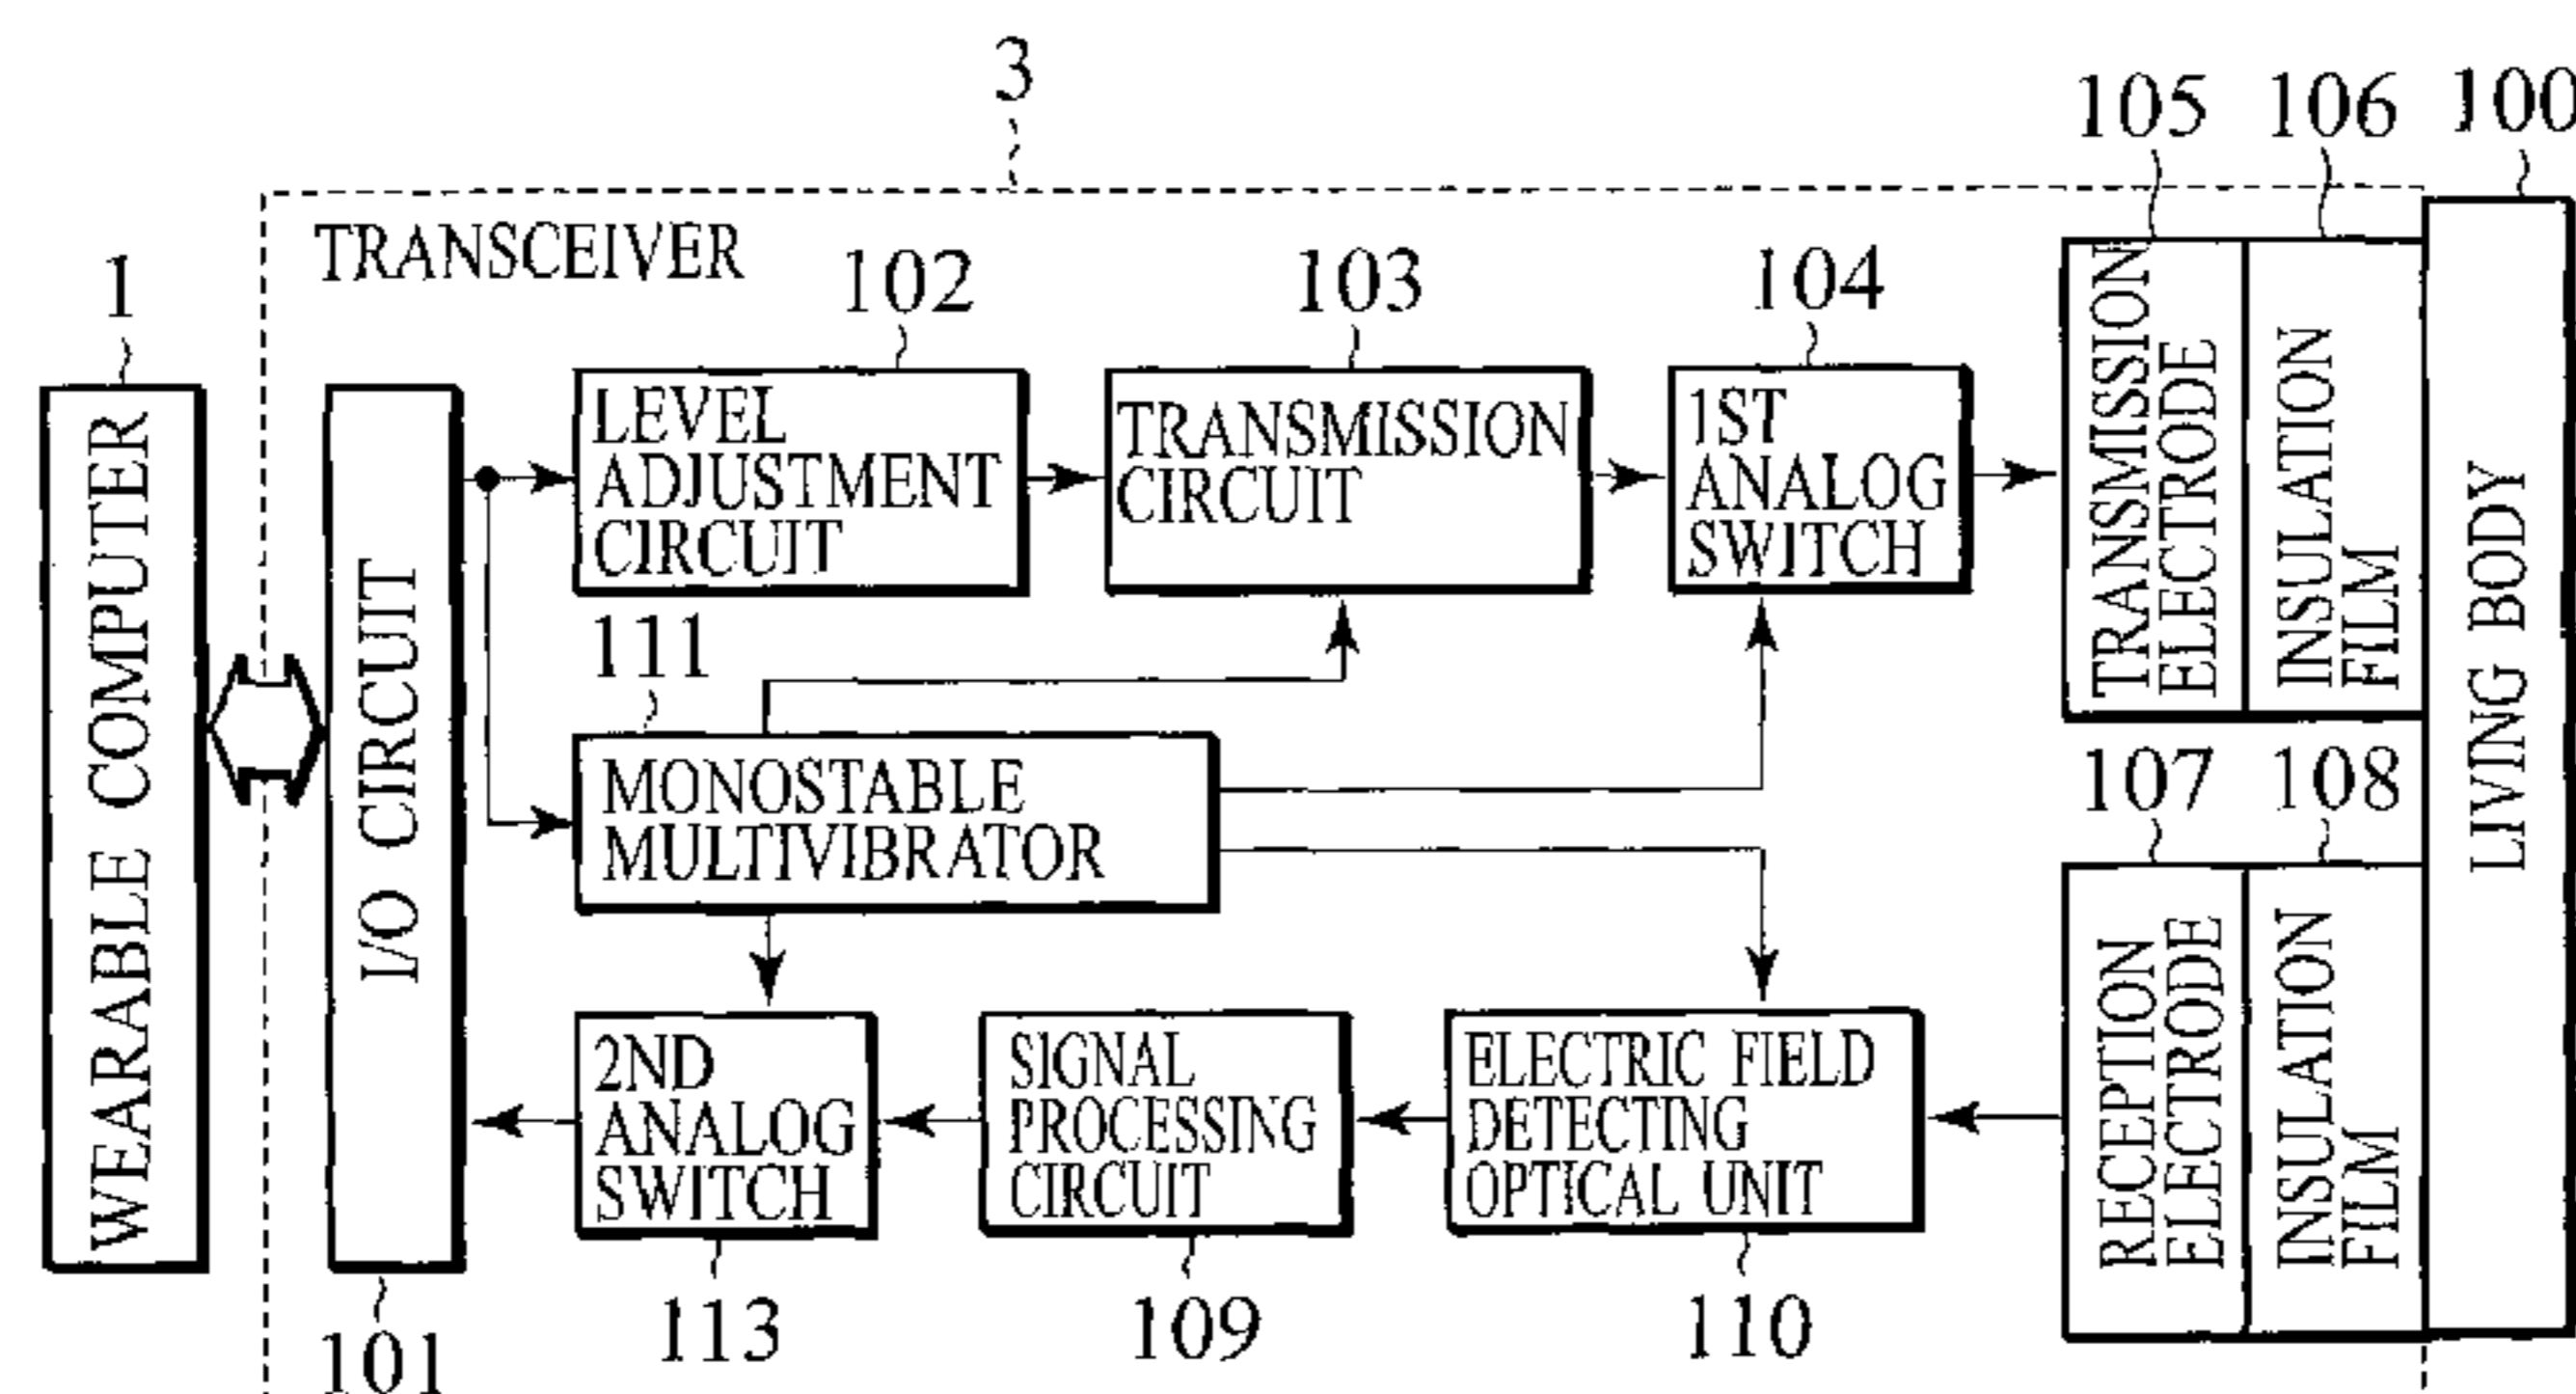 3
105 106 100
TRANSCEIVER
1
102 103 104
WEARABLE COMPUTER
I/O CIRCUIT
LEVEL
ADJUSTMENT
CIRCUIT
TRANSMISSION
CIRCUIT
1ST
ANALOG
SWITCH
TRANSMISSION
ELECTRODE
INSULATION
FILM
LIVING BODY
111
MONOSTABLE
MULTIVIBRATOR
107 108
2ND
ANALOG
SWITCH
SIGNAL
PROCESSING
CIRCUIT
ELECTRIC FIELD
DETECTING
OPTICAL UNIT
RECEPTION
ELECTRODE
INSULATION
FILM
101 113 109 110